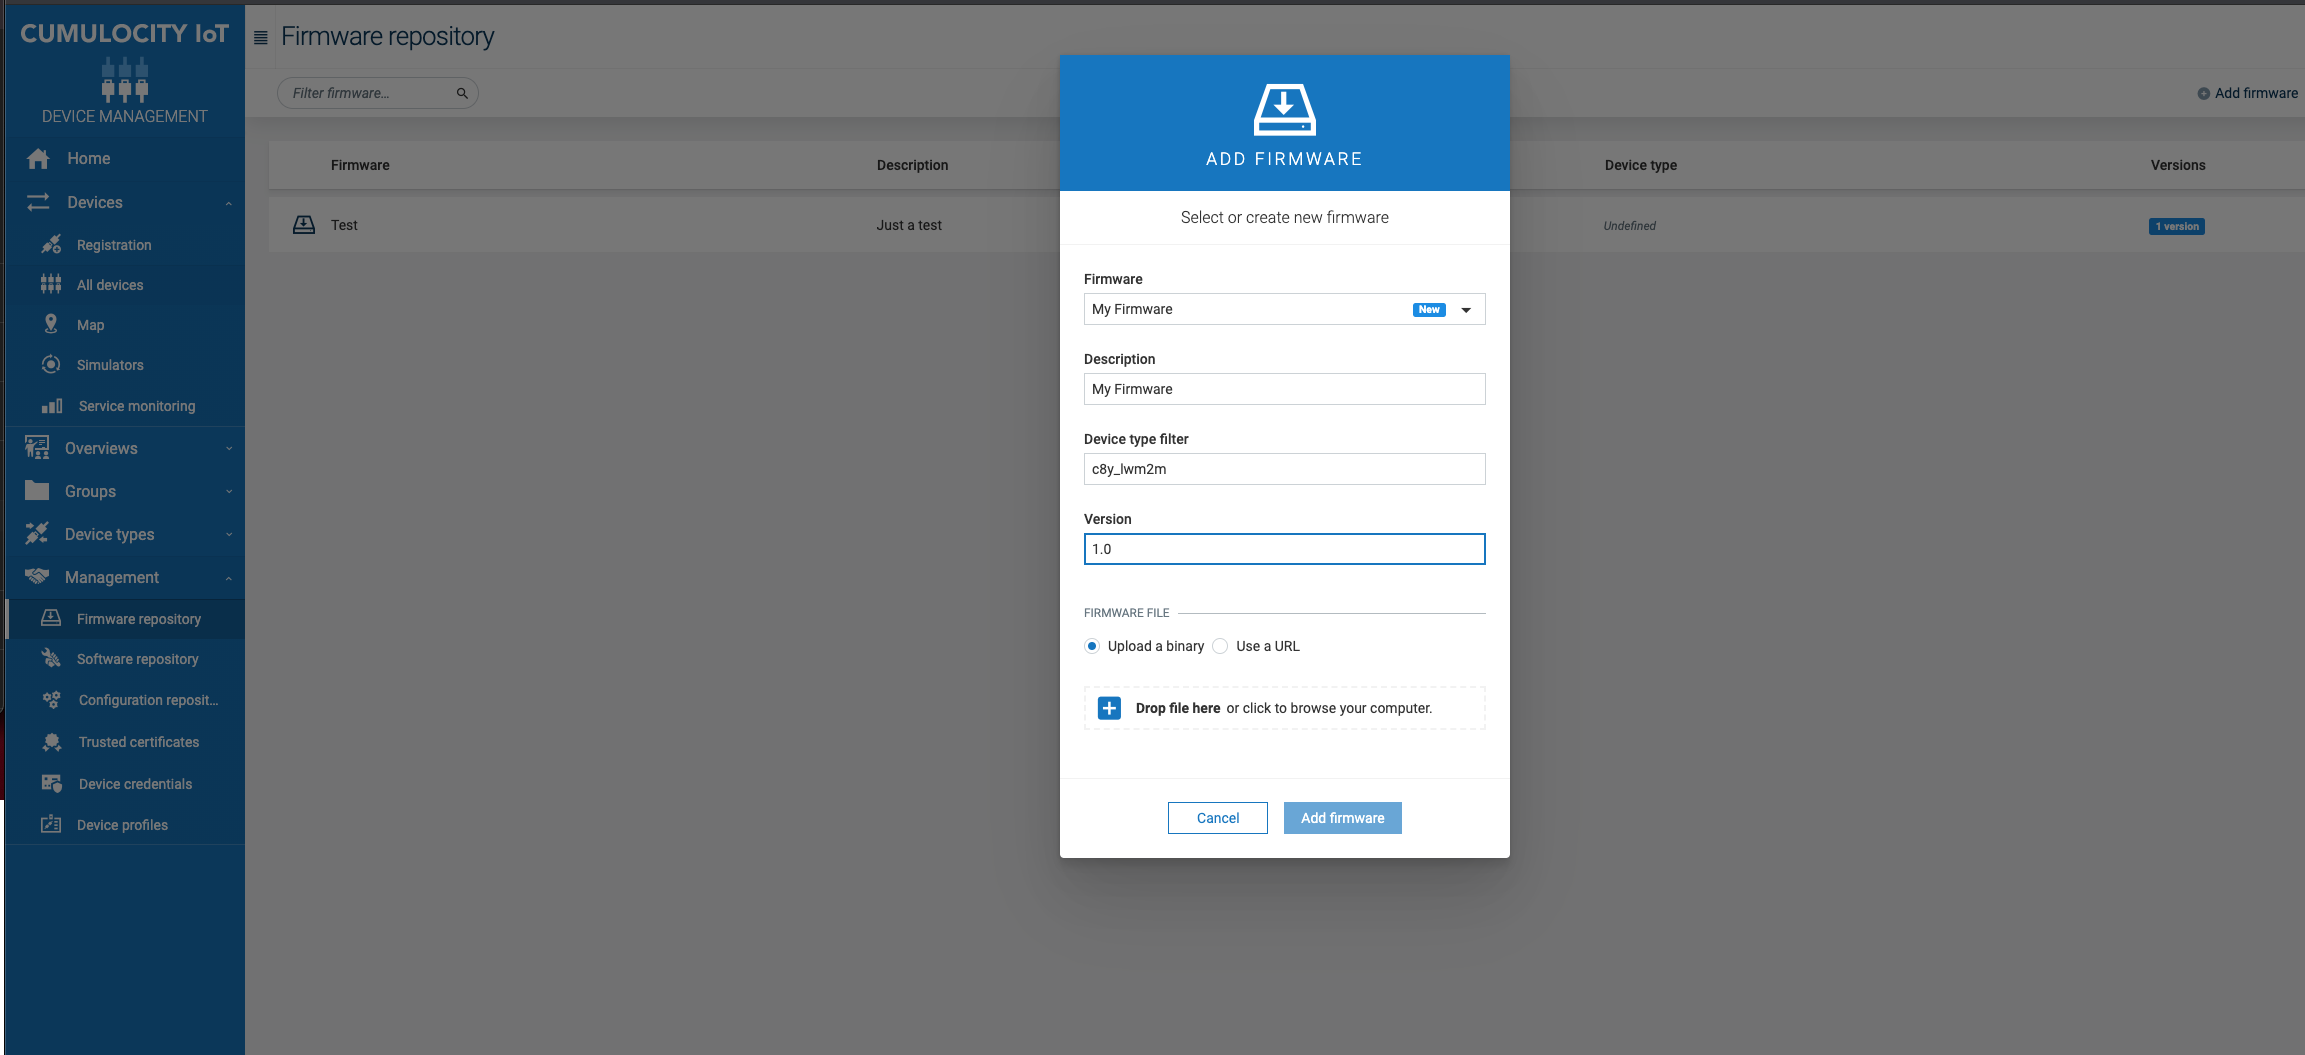 CUMULOCITY IoT
DEVICE MANAGEMENT
Home
Devices
Registration
All devices
Map
Simulators
Service monitoring
Overviews
Groups
Device types
Management
Firmware repository
Software repository
Configuration reposit...
Trusted certificates
Device credentials
Device profiles
Firmware repository
Filter firmware...
Add firmware
Firmware Description Device type Versions
Test Just a test Undefined 1 version
ADD FIRMWARE
Select or create new firmware
Firmware
My Firmware New
Description
My Firmware
Device type filter
c8y_lwm2m
Version
1.0
FIRMWARE FILE
Upload a binary Use a URL
Drop file here or click to browse your computer.
Cancel Add firmware